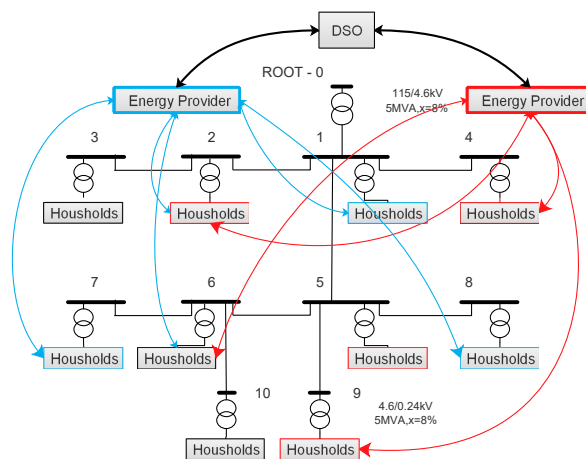 DSO
ROOT - 0
Energy Provider
115/4.6kV
5MVA,x=8%
Energy Provider
3
2
1
4
Housholds
Housholds
Housholds
Housholds
7
6
5
8
Housholds
Housholds
Housholds
Housholds
10
9
4.6/0.24kV
5MVA,x=8%
Housholds
Housholds